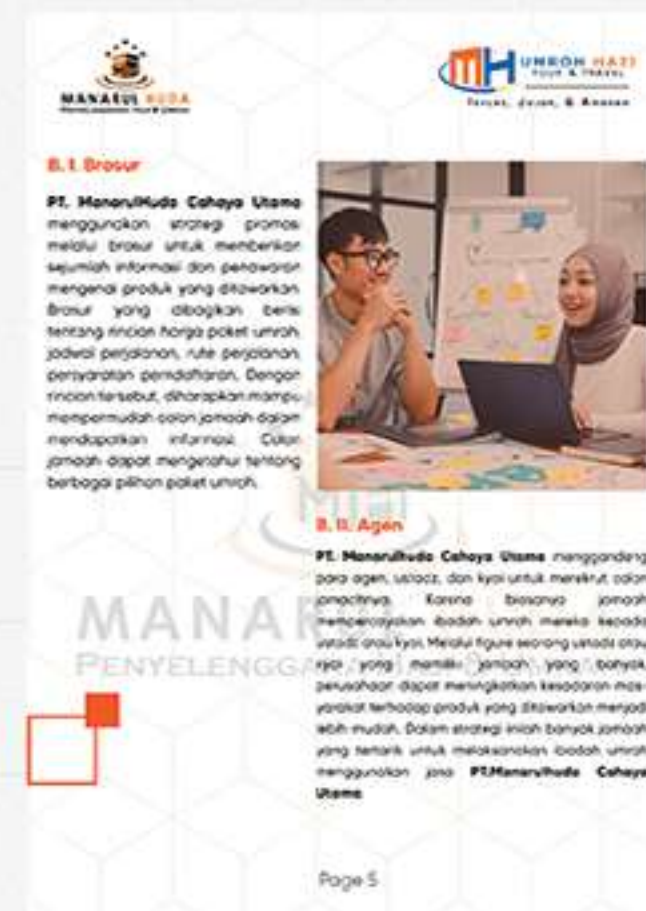 MANARUL HUDA
UMROH HATI
TOUR & TRAVEL
B. I. Brosur
PT. ManarulHuda Cahaya Utama
menggunakan strategi promosi
melalui brosur untuk memberikan
sejumlah informasi dan penawaran
mengenai produk yang ditawarkan.
Brosur yang dibagikan berisi
tentang rincian harga paket umroh,
jadwal perjalanan, rute perjalanan,
persyaratan perndaftaran. Dengan
rincian tersebut, diharapkan mampu
mempermudah calon jamaah dalam
mendapatkan informasi. Calon
jamaah dapat mengetahui tentang
berbagai pilihan paket umroh.
B. II. Agen
PT. Manarulhuda Cahaya Utama menggandeng
para agen, ustadz, dan kyai untuk merekrut calon
jamaahnya. Karena biasanya jamaah
mempercayakan ibadah umroh mereka kepada
ustadz atau kyai. Melalui figure seorang ustadz atau
kyai yang memiliki jamaah yang banyak,
perusahaan dapat meningkatkan kesadaran mas-
yarakat terhadap produk yang ditawarkan menjadi
lebih mudah. Dalam strategi inilah banyak jamaah
yang tertarik untuk melaksanakan ibadah umroh
menggunakan jasa PT.Manarulhuda Cahaya
Utama
MANAR
PENYELENGGA
Page 5